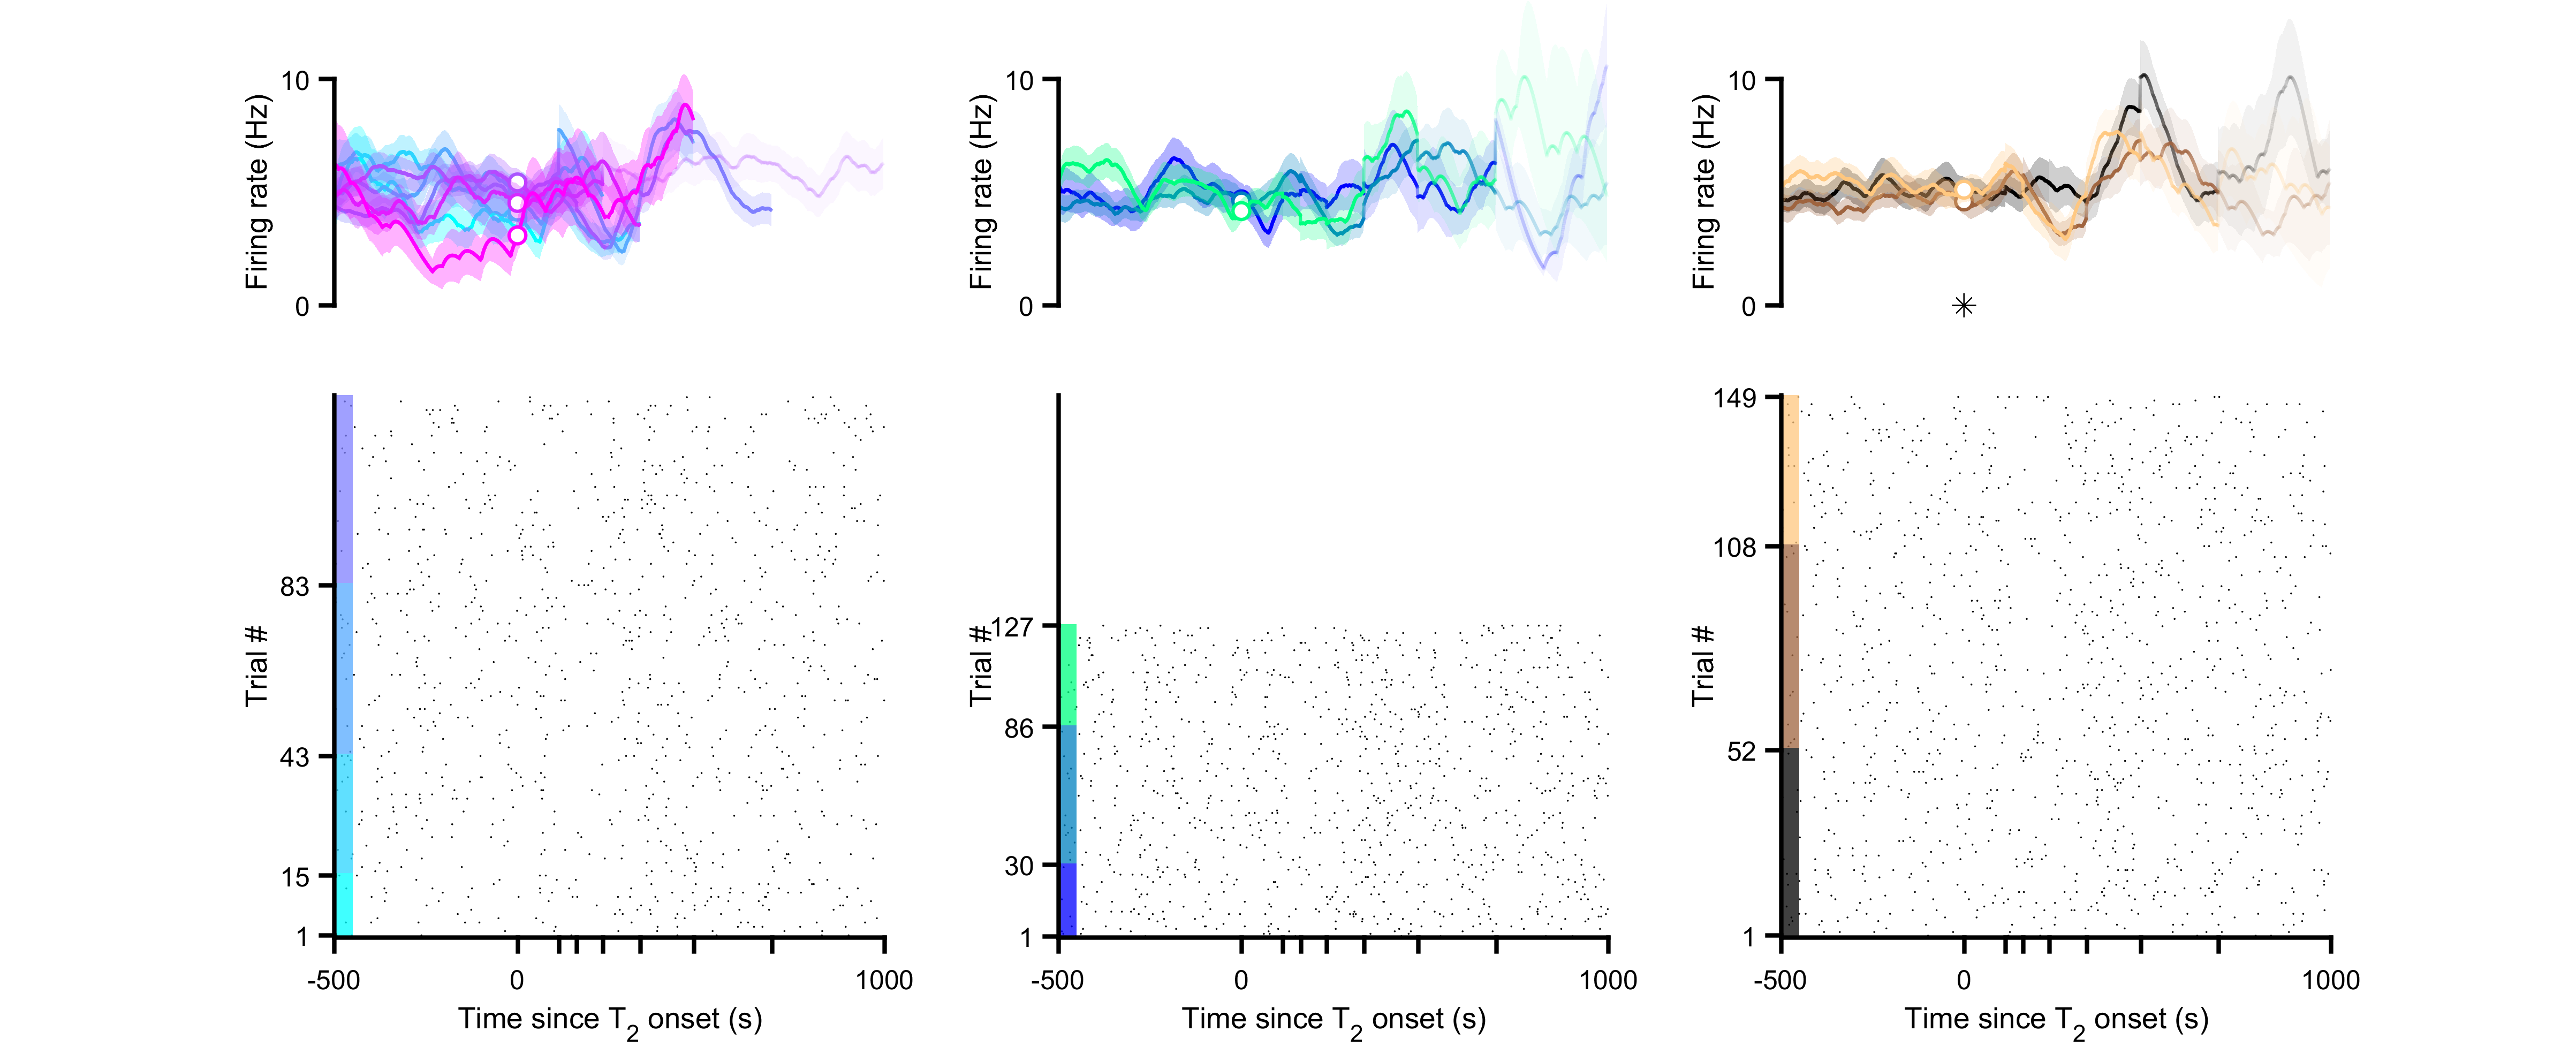 10
Firing rate (Hz)
0
10
Firing rate (Hz)
0
10
Firing rate (Hz)
0
83
43
15
1
Trial #
-500 0 1000
Time since T2 onset (s)
127
86
30
1
Trial #
-500 0 1000
Time since T2 onset (s)
149
108
52
1
Trial #
-500 0 1000
Time since T2 onset (s)